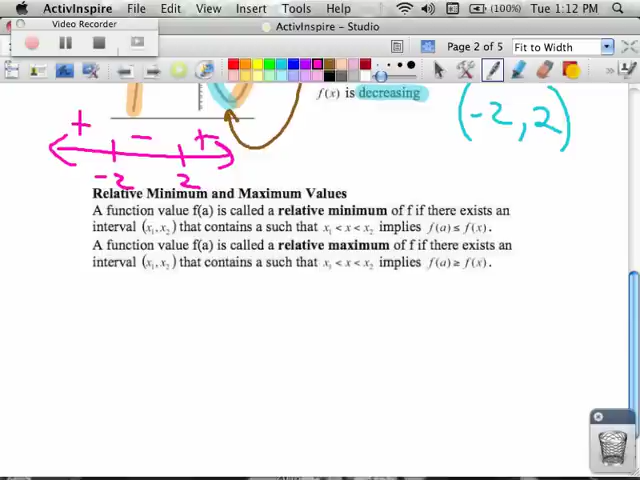 ActivInspire File Edit View Insert Tools (100%) Tue 1:12 PM
Video Recorder
ActivInspire - Studio
Page 2 of 5 Fit to Width
f(x) is decreasing
(-2, 2)
+ - +
-2 2
Relative Minimum and Maximum Values
A function value f(a) is called a relative minimum of f if there exists an
interval (x₁, x₂) that contains a such that x₁ < x < x₂ implies f(a) ≤ f(x).
A function value f(a) is called a relative maximum of f if there exists an
interval (x₁, x₂) that contains a such that x₁ < x < x₂ implies f(a) ≥ f(x).